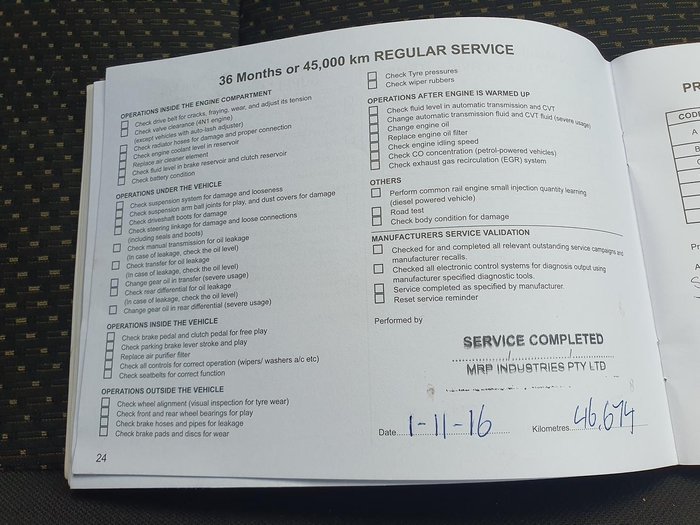 36 Months or 45,000 km REGULAR SERVICE
OPERATIONS INSIDE THE ENGINE COMPARTMENT
Check drive belt for cracks, fraying, wear, and adjust its tension
Check valve clearance (4N1 engine)
(except vehicles with auto-lash adjuster)
Check radiator hoses for damage and proper connection
Check engine coolant level in reservoir
Replace air cleaner element
Check fluid level in brake reservoir and clutch reservoir
Check battery condition
OPERATIONS UNDER THE VEHICLE
Check suspension system for damage and looseness
Check suspension arm ball joints for play, and dust covers for damage
Check driveshaft boots for damage
Check steering linkage for damage and loose connections
(including seals and boots)
Check manual transmission for oil leakage
(In case of leakage, check the oil level)
Check transfer for oil leakage
(In case of leakage, check the oil level)
Change gear oil in transfer (severe usage)
Check rear differential for oil leakage
(In case of leakage, check the oil level)
Change gear oil in rear differential (severe usage)
OPERATIONS INSIDE THE VEHICLE
Check brake pedal and clutch pedal for free play
Check parking brake lever stroke and play
Replace air purifier filter
Check all controls for correct operation (wipers/ washers a/c etc)
Check seatbelts for correct function
OPERATIONS OUTSIDE THE VEHICLE
Check wheel alignment (visual inspection for tyre wear)
Check front and rear wheel bearings for play
Check brake hoses and pipes for leakage
Check brake pads and discs for wear
24
Check Tyre pressures
Check wiper rubbers
OPERATIONS AFTER ENGINE IS WARMED UP
Check fluid level in automatic transmission and CVT
Change automatic transmission fluid and CVT fluid (severe usage)
Change engine oil
Replace engine oil filter
Check engine idling speed
Check CO concentration (petrol-powered vehicles)
Check exhaust gas recirculation (EGR) system
OTHERS
Perform common rail engine small injection quantity learning
(diesel powered vehicle)
Road test
Check body condition for damage
MANUFACTURERS SERVICE VALIDATION
Checked for and completed all relevant outstanding service campaigns and
manufacturer recalls.
Checked all electronic control systems for diagnosis output using
manufacturer specified diagnostic tools.
Service completed as specified by manufacturer.
Reset service reminder
Performed by
SERVICE COMPLETED
MRP INDUSTRIES PTY LTD
Date 1-11-16 Kilometres 46,674
PR
COD
A
B
Pr
A
S